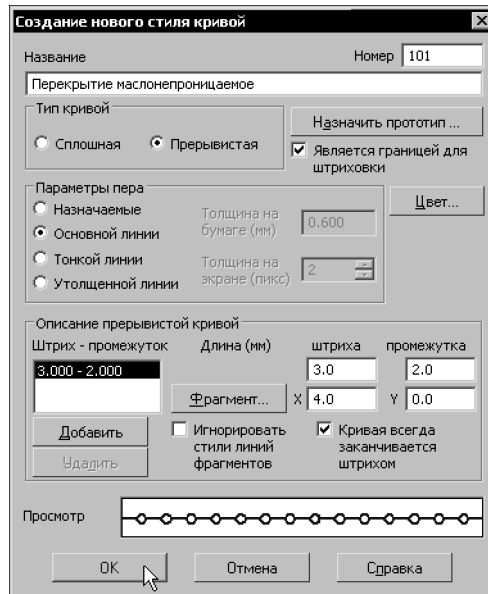 Создание нового стиля кривой
Название
Номер 101
Перекрытие маслонепроницаемое
Тип кривой
Сплошная Прерывистая
Назначить прототип ...
Является границей для
штриховки
Параметры пера
Назначаемые
Основной линии
Тонкой линии
Утолщенной линии
Толщина на
бумаге (мм)
0.600
Толщина на
экране (пикс)
2
Цвет...
Описание прерывистой кривой
Штрих - промежуток Длина (мм) штриха промежутка
3.000 - 2.000
3.0 2.0
Фрагмент... X 4.0 Y 0.0
Добавить
Удалить
Игнорировать
стили линий
фрагментов
Кривая всегда
заканчивается
штрихом
Просмотр
OK Отмена Справка